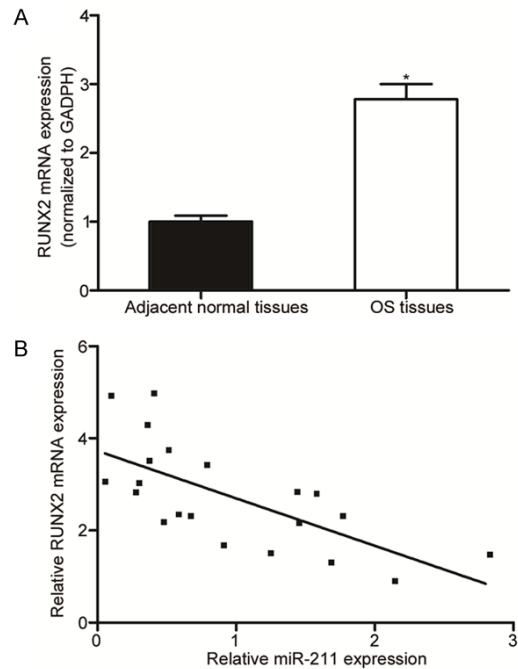 A
RUNX2 mRNA expression
(normalized to GADPH)
4
3
2
1
0
*
Adjacent normal tissues
OS tissues
B
Relative RUNX2 mRNA expression
6
4
2
0
0
1
2
3
Relative miR-211 expression